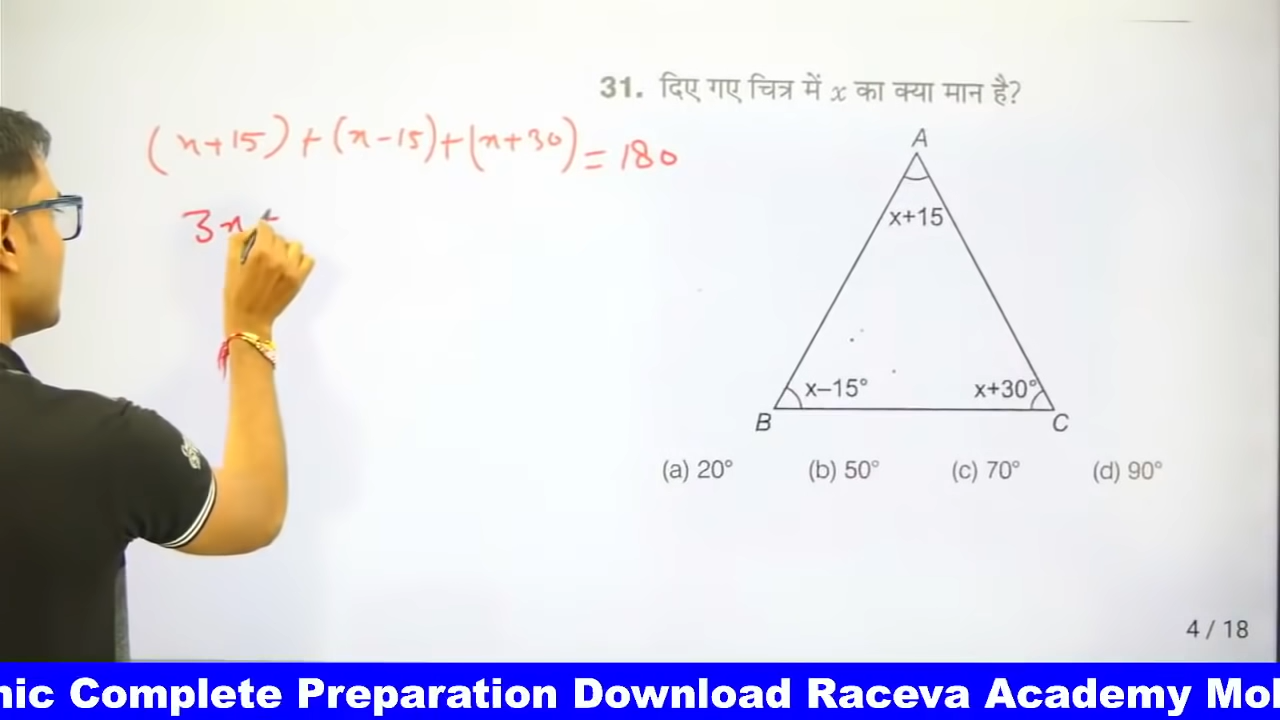 31. दिए गए चित्र में x का क्या मान है?
(x+15) + (x-15) + (x+30) = 180
3x
A
x+15
x–15°
x+30°
B
C
(a) 20° (b) 50° (c) 70° (d) 90°
4 / 18
nic Complete Preparation Download Raceva Academy Mol